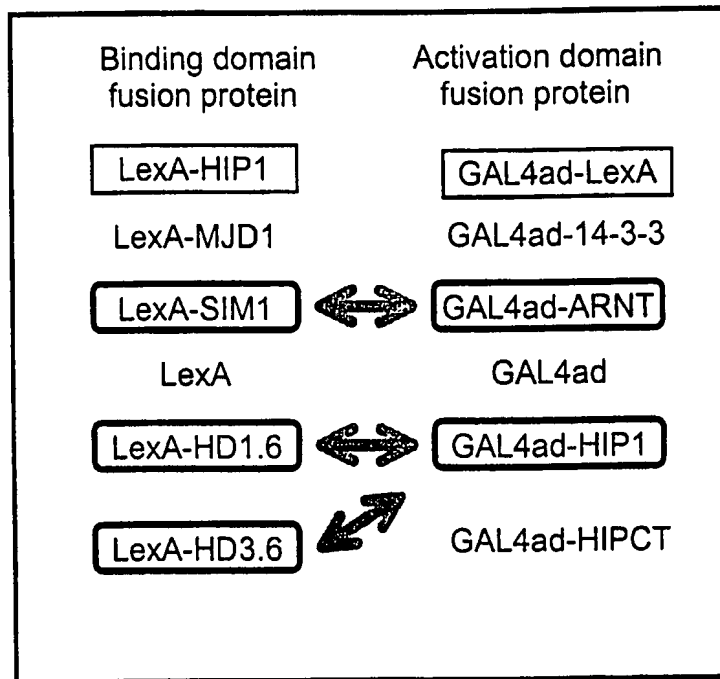 Binding domain
fusion protein
Activation domain
fusion protein
LexA-HIP1
GAL4ad-LexA
LexA-MJD1
GAL4ad-14-3-3
LexA-SIM1
GAL4ad-ARNT
LexA
GAL4ad
LexA-HD1.6
GAL4ad-HIP1
LexA-HD3.6
GAL4ad-HIPCT